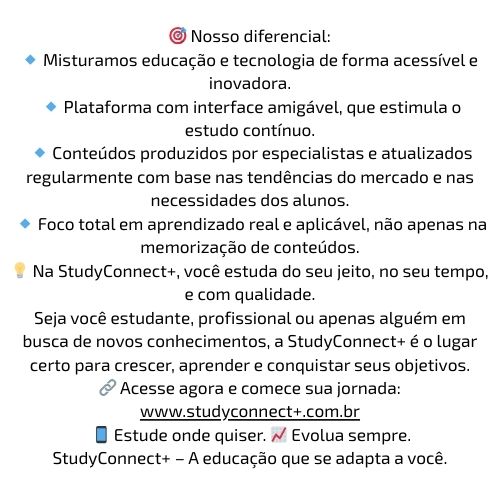 🎯 Nosso diferencial:
🔹 Misturamos educação e tecnologia de forma acessível e
inovadora.
🔹 Plataforma com interface amigável, que estimula o
estudo contínuo.
🔹 Conteúdos produzidos por especialistas e atualizados
regularmente com base nas tendências do mercado e nas
necessidades dos alunos.
🔹 Foco total em aprendizado real e aplicável, não apenas na
memorização de conteúdos.
💡 Na StudyConnect+, você estuda do seu jeito, no seu tempo,
e com qualidade.
Seja você estudante, profissional ou apenas alguém em
busca de novos conhecimentos, a StudyConnect+ é o lugar
certo para crescer, aprender e conquistar seus objetivos.
🔗 Acesse agora e comece sua jornada:
www.studyconnect+.com.br
📱 Estude onde quiser. 📈 Evolua sempre.
StudyConnect+ – A educação que se adapta a você.